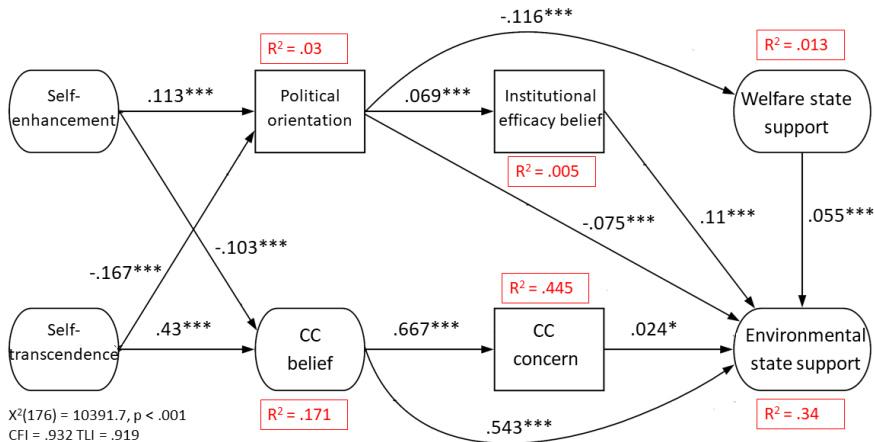 -.116***
R² = .03
R² = .013
Self-
enhancement
.113***
Political
orientation
.069***
Institutional
efficacy belief
Welfare state
support
R² = .005
-.075***
.11***
.055***
-.103***
-.167***
R² = .445
Self-
transcendence
.43***
CC
belief
.667***
CC
concern
.024*
Environmental
state support
X²(176) = 10391.7, p < .001
R² = .171
.543***
R² = .34
CFI = .932 TLI = .919